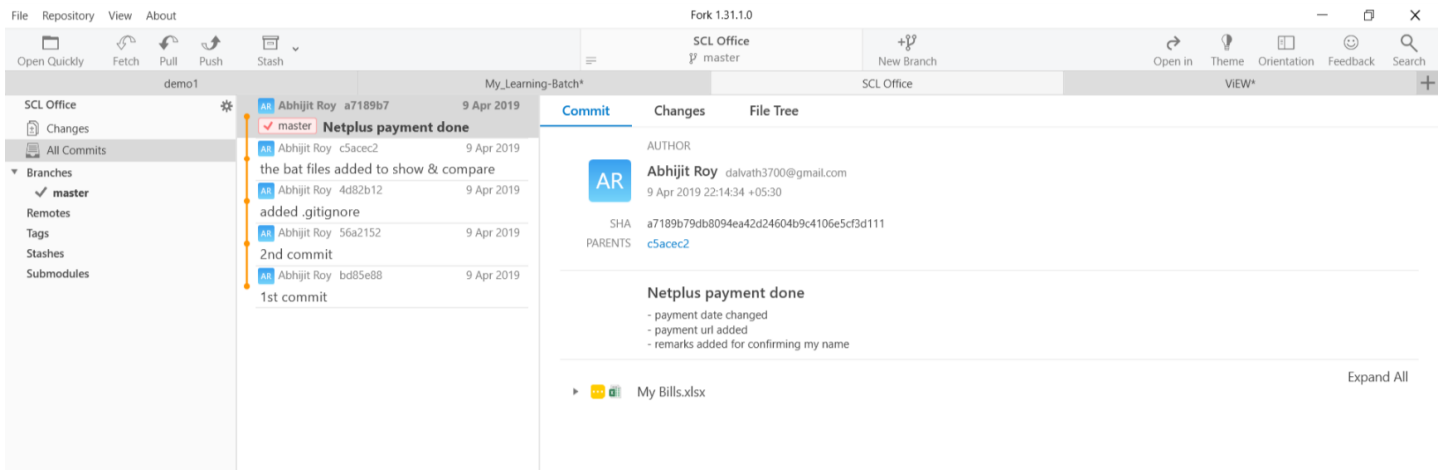 File Repository View About Fork 1.31.1.0
Open Quickly Fetch Pull Push Stash SCL Office master New Branch Open in Theme Orientation Feedback Search
demo1 My_Learning-Batch* SCL Office ViEW*
SCL Office
Changes
All Commits
Branches
master
Remotes
Tags
Stashes
Submodules
AR Abhijit Roy a7189b7 9 Apr 2019
master Netplus payment done
AR Abhijit Roy c5acec2 9 Apr 2019
the bat files added to show & compare
AR Abhijit Roy 4d82b12 9 Apr 2019
added .gitignore
AR Abhijit Roy 56a2152 9 Apr 2019
2nd commit
AR Abhijit Roy bd85e88 9 Apr 2019
1st commit
Commit Changes File Tree
AUTHOR
AR Abhijit Roy dalvath3700@gmail.com
9 Apr 2019 22:14:34 +05:30
SHA a7189b79db8094ea42d24604b9c4106e5cf3d111
PARENTS c5acec2
Netplus payment done
- payment date changed
- payment url added
- remarks added for confirming my name
Expand All
My Bills.xlsx